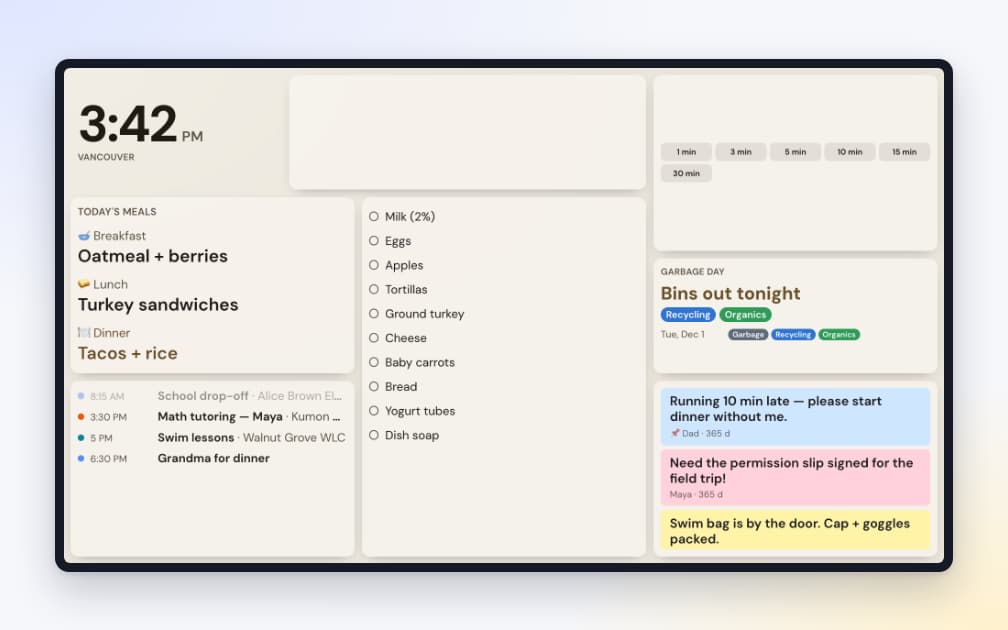 3:42 PM
VANCOUVER
TODAY'S MEALS
Breakfast
Oatmeal + berries
Lunch
Turkey sandwiches
Dinner
Tacos + rice
8:15 AM School drop-off · Alice Brown El...
3:30 PM Math tutoring — Maya · Kumon ...
5 PM Swim lessons · Walnut Grove WLC
6:30 PM Grandma for dinner
Milk (2%)
Eggs
Apples
Tortillas
Ground turkey
Cheese
Baby carrots
Bread
Yogurt tubes
Dish soap
1 min 3 min 5 min 10 min 15 min
30 min
GARBAGE DAY
Bins out tonight
Recycling Organics
Tue, Dec 1 Garbage Recycling Organics
Running 10 min late — please start
dinner without me.
📌 Dad · 365 d
Need the permission slip signed for the
field trip!
Maya · 365 d
Swim bag is by the door. Cap + goggles
packed.